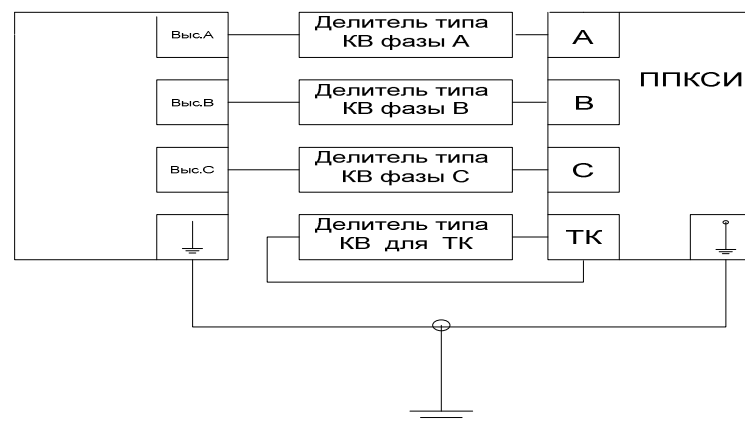 Выс.А
Делитель типа
КВ фазы А
А
ППКСИ
Выс.В
Делитель типа
КВ фазы В
В
Выс.С
Делитель типа
КВ фазы С
С
Делитель типа
КВ для ТК
ТК